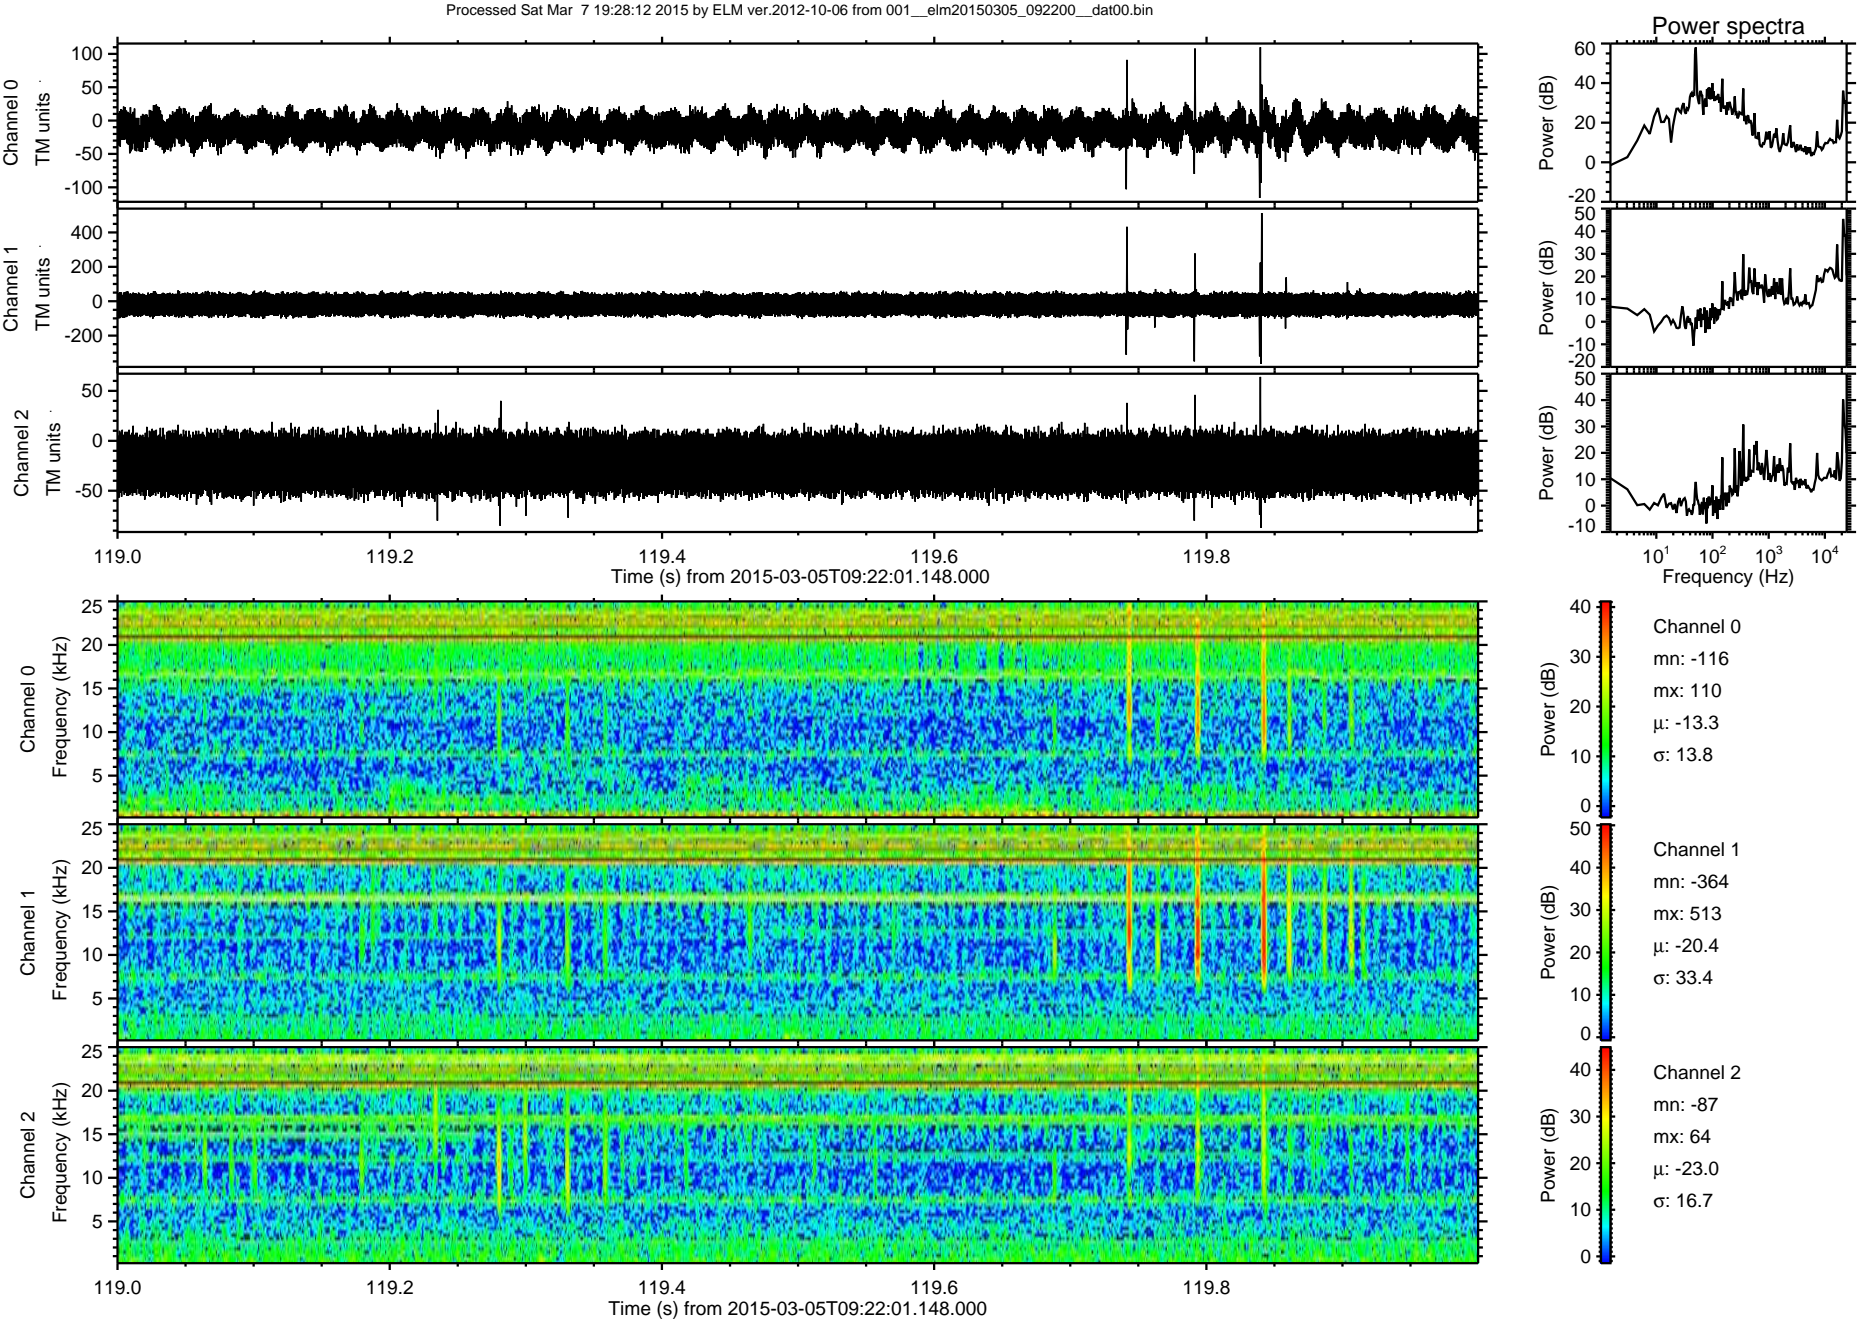 Processed Sat Mar  7 19:28:12 2015 by ELM ver.2012-10-06 from 001__elm20150305_092200__dat00.bin
Power spectra
Channel 0
TM units
100
50
0
-50
-100
Power (dB)
60
40
20
0
-20
Channel 1
TM units
400
200
0
-200
Power (dB)
50
40
30
20
10
0
-10
-20
Channel 2
TM units
50
0
-50
Power (dB)
50
40
30
20
10
0
-10
119.0 119.2 119.4 119.6 119.8
Time (s) from 2015-03-05T09:22:01.148.000
10¹ 10² 10³ 10⁴
Frequency (Hz)
Channel 0
Frequency (kHz)
25
20
15
10
5
Power (dB)
40
30
20
10
0
Channel 0
mn: -116
mx: 110
μ: -13.3
σ: 13.8
Channel 1
Frequency (kHz)
25
20
15
10
5
Power (dB)
50
40
30
20
10
0
Channel 1
mn: -364
mx: 513
μ: -20.4
σ: 33.4
Channel 2
Frequency (kHz)
25
20
15
10
5
Power (dB)
40
30
20
10
0
Channel 2
mn: -87
mx: 64
μ: -23.0
σ: 16.7
119.0 119.2 119.4 119.6 119.8
Time (s) from 2015-03-05T09:22:01.148.000